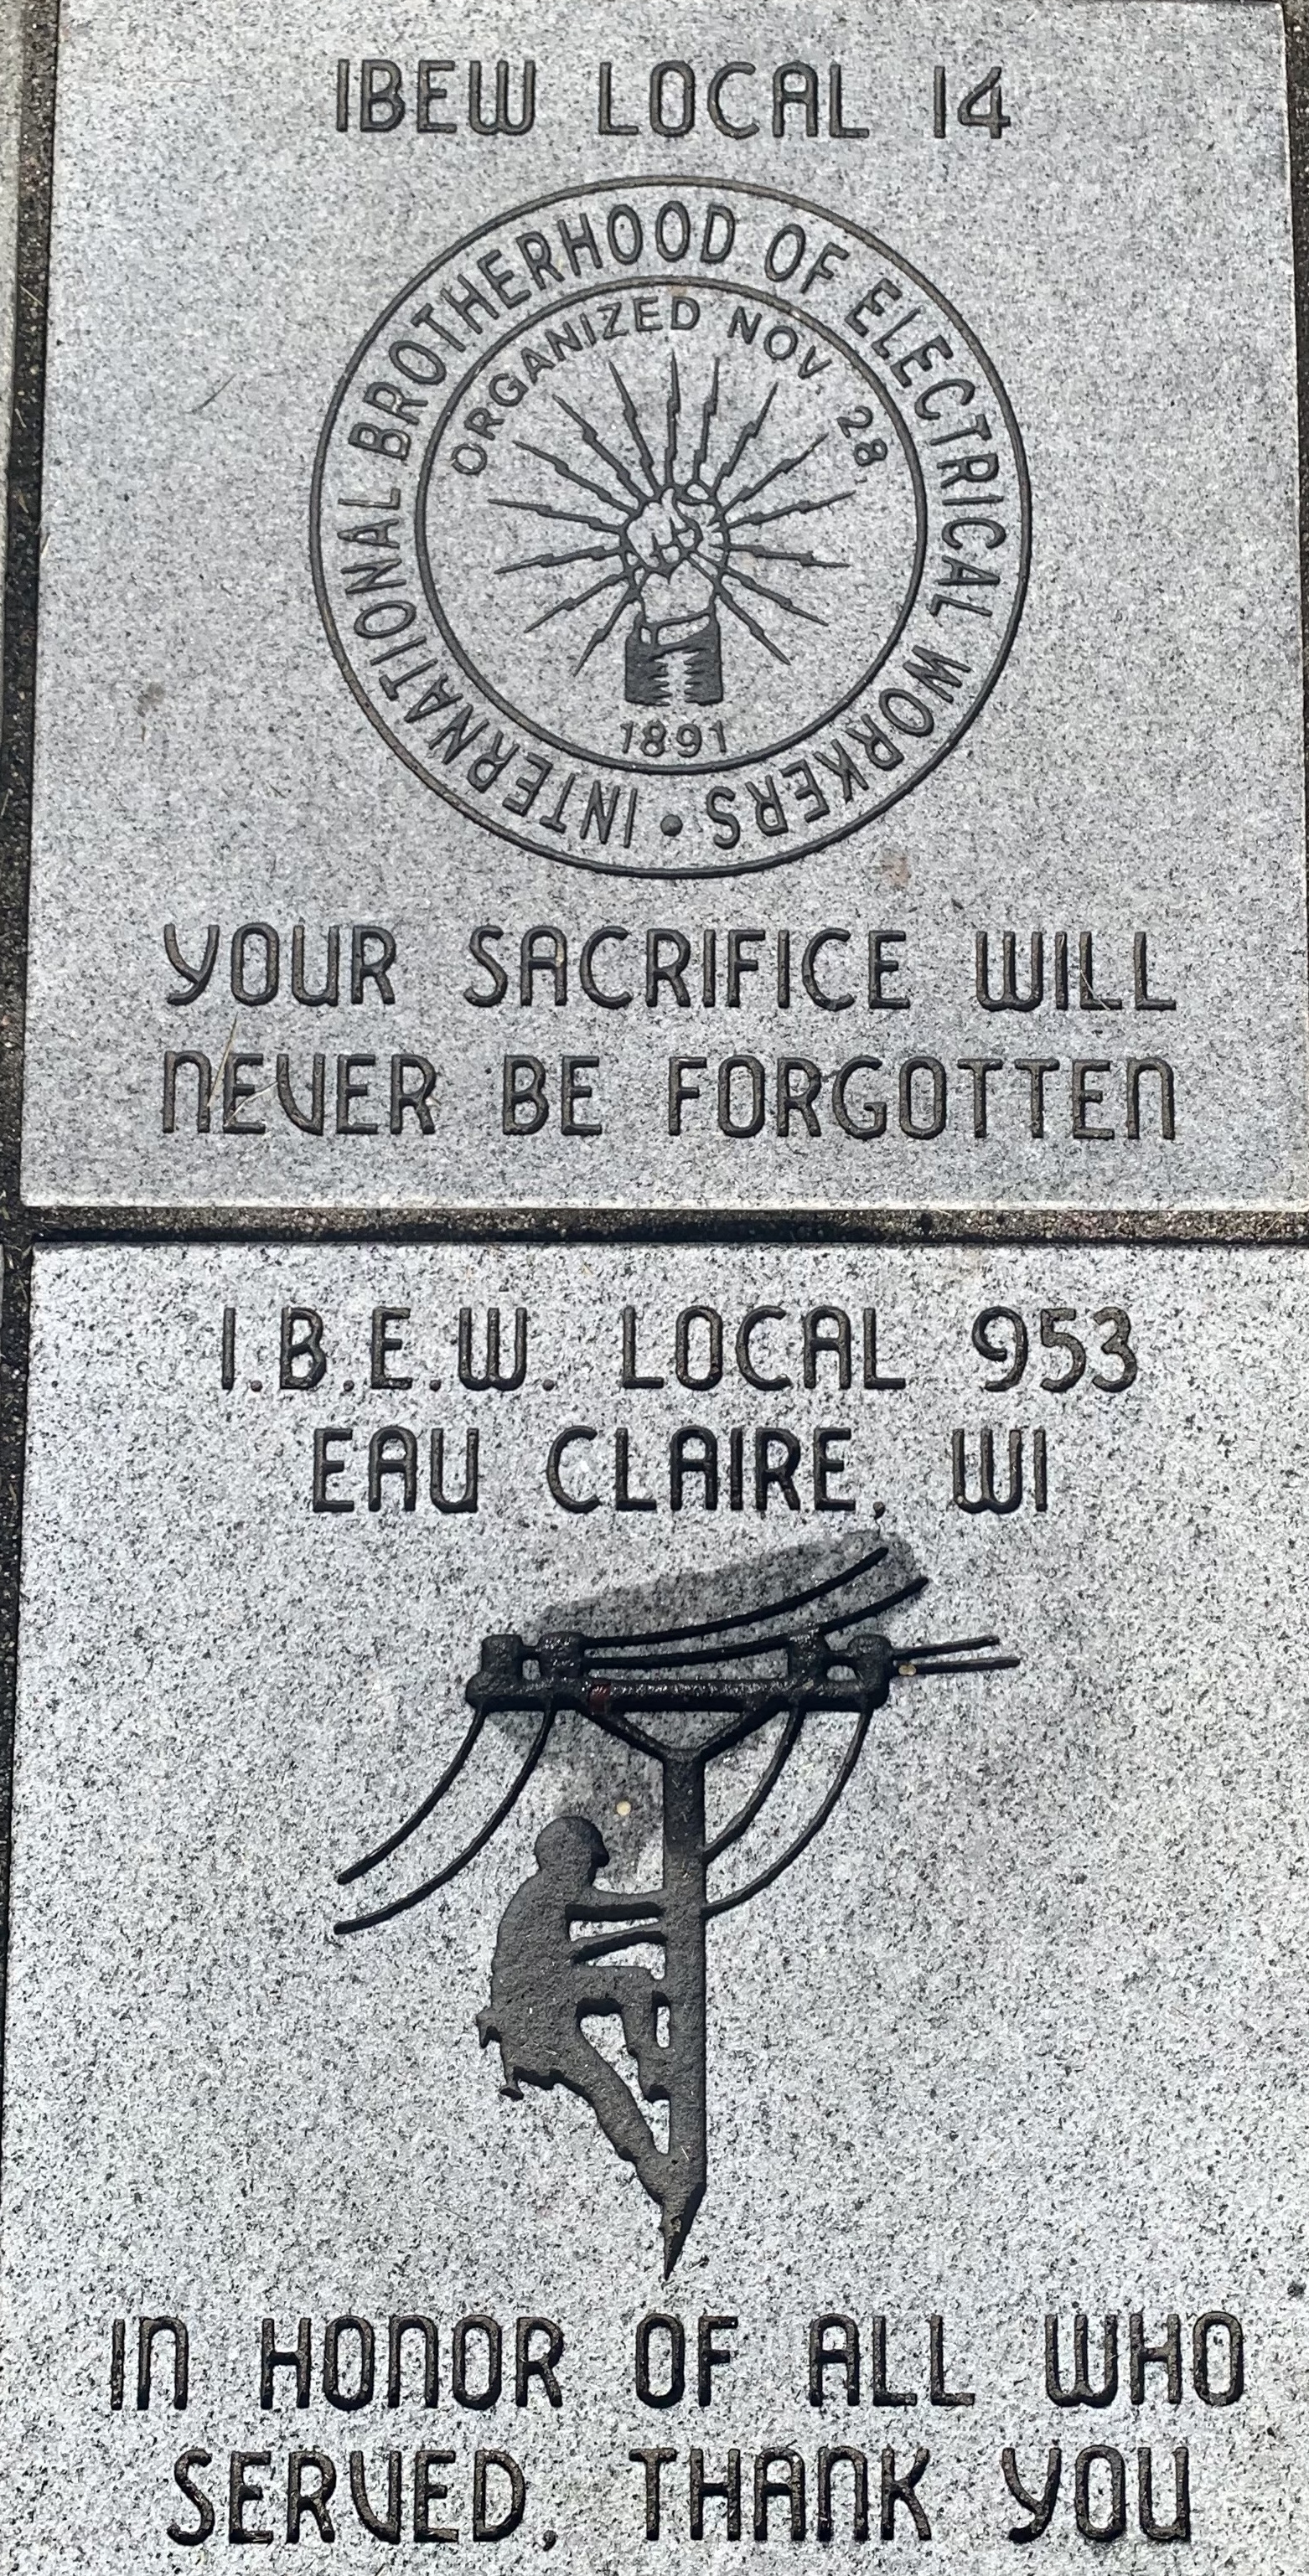 IBEW LOCAL 14
INTERNATIONAL BROTHERHOOD OF ELECTRICAL WORKERS •
ORGANIZED NOV. 28,
1891
YOUR SACRIFICE WILL
NEVER BE FORGOTTEN
I.B.E.W. LOCAL 953
EAU CLAIRE, WI
IN HONOR OF ALL WHO
SERVED, THANK YOU